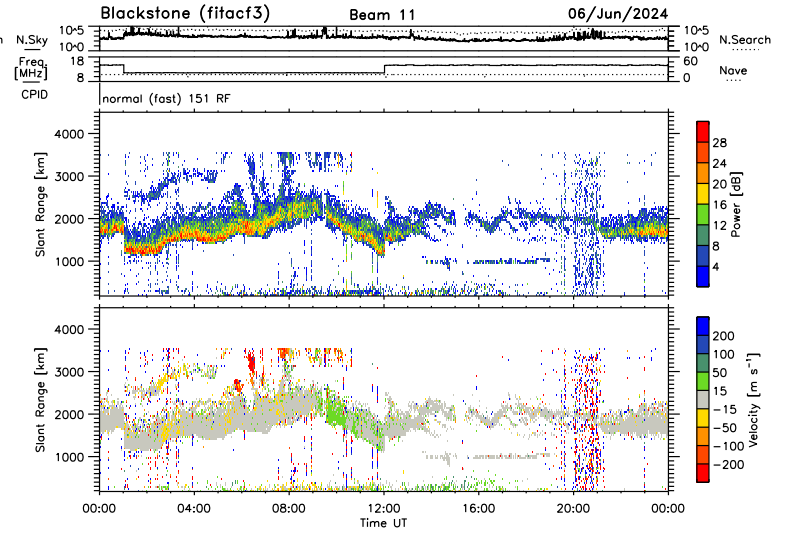 Blackstone (fitacf3) Beam 11 06/Jun/2024
N.Sky 10^5 10^0 10^5 10^0 N.Search
Freq. [MHz] 18 8 60 0 Nave
CPID normal (fast) 151 RF
Slant Range [km] 4000 3000 2000 1000
Power [dB] 28 24 20 16 12 8 4
Slant Range [km] 4000 3000 2000 1000
Velocity [m s⁻¹] 200 100 50 15 −15 −50 −100 −200
00:00 04:00 08:00 12:00 16:00 20:00 00:00
Time UT